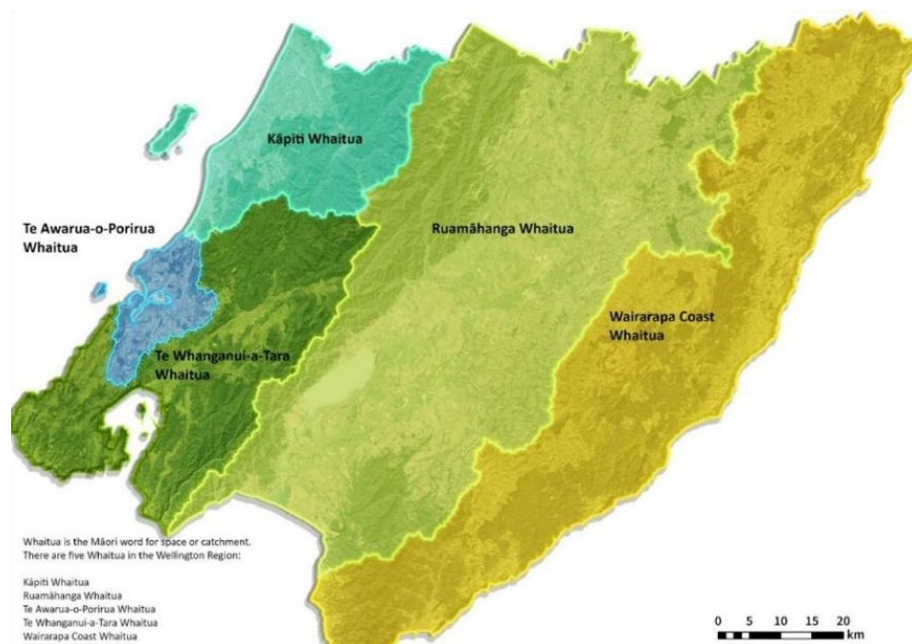 Kāpiti Whaitua
Te Awarua-o-Porirua
Whaitua
Ruamāhanga Whaitua
Wairarapa Coast
Whaitua
Te Whanganui-a-Tara
Whaitua
Whaitua is the Māori word for space or catchment.
There are five Whaitua in the Wellington Region:
Kāpiti Whaitua
Ruamāhanga Whaitua
Te Awarua-o-Porirua Whaitua
Te Whanganui-a-Tara Whaitua
Wairarapa Coast Whaitua
0 5 10 15 20
km